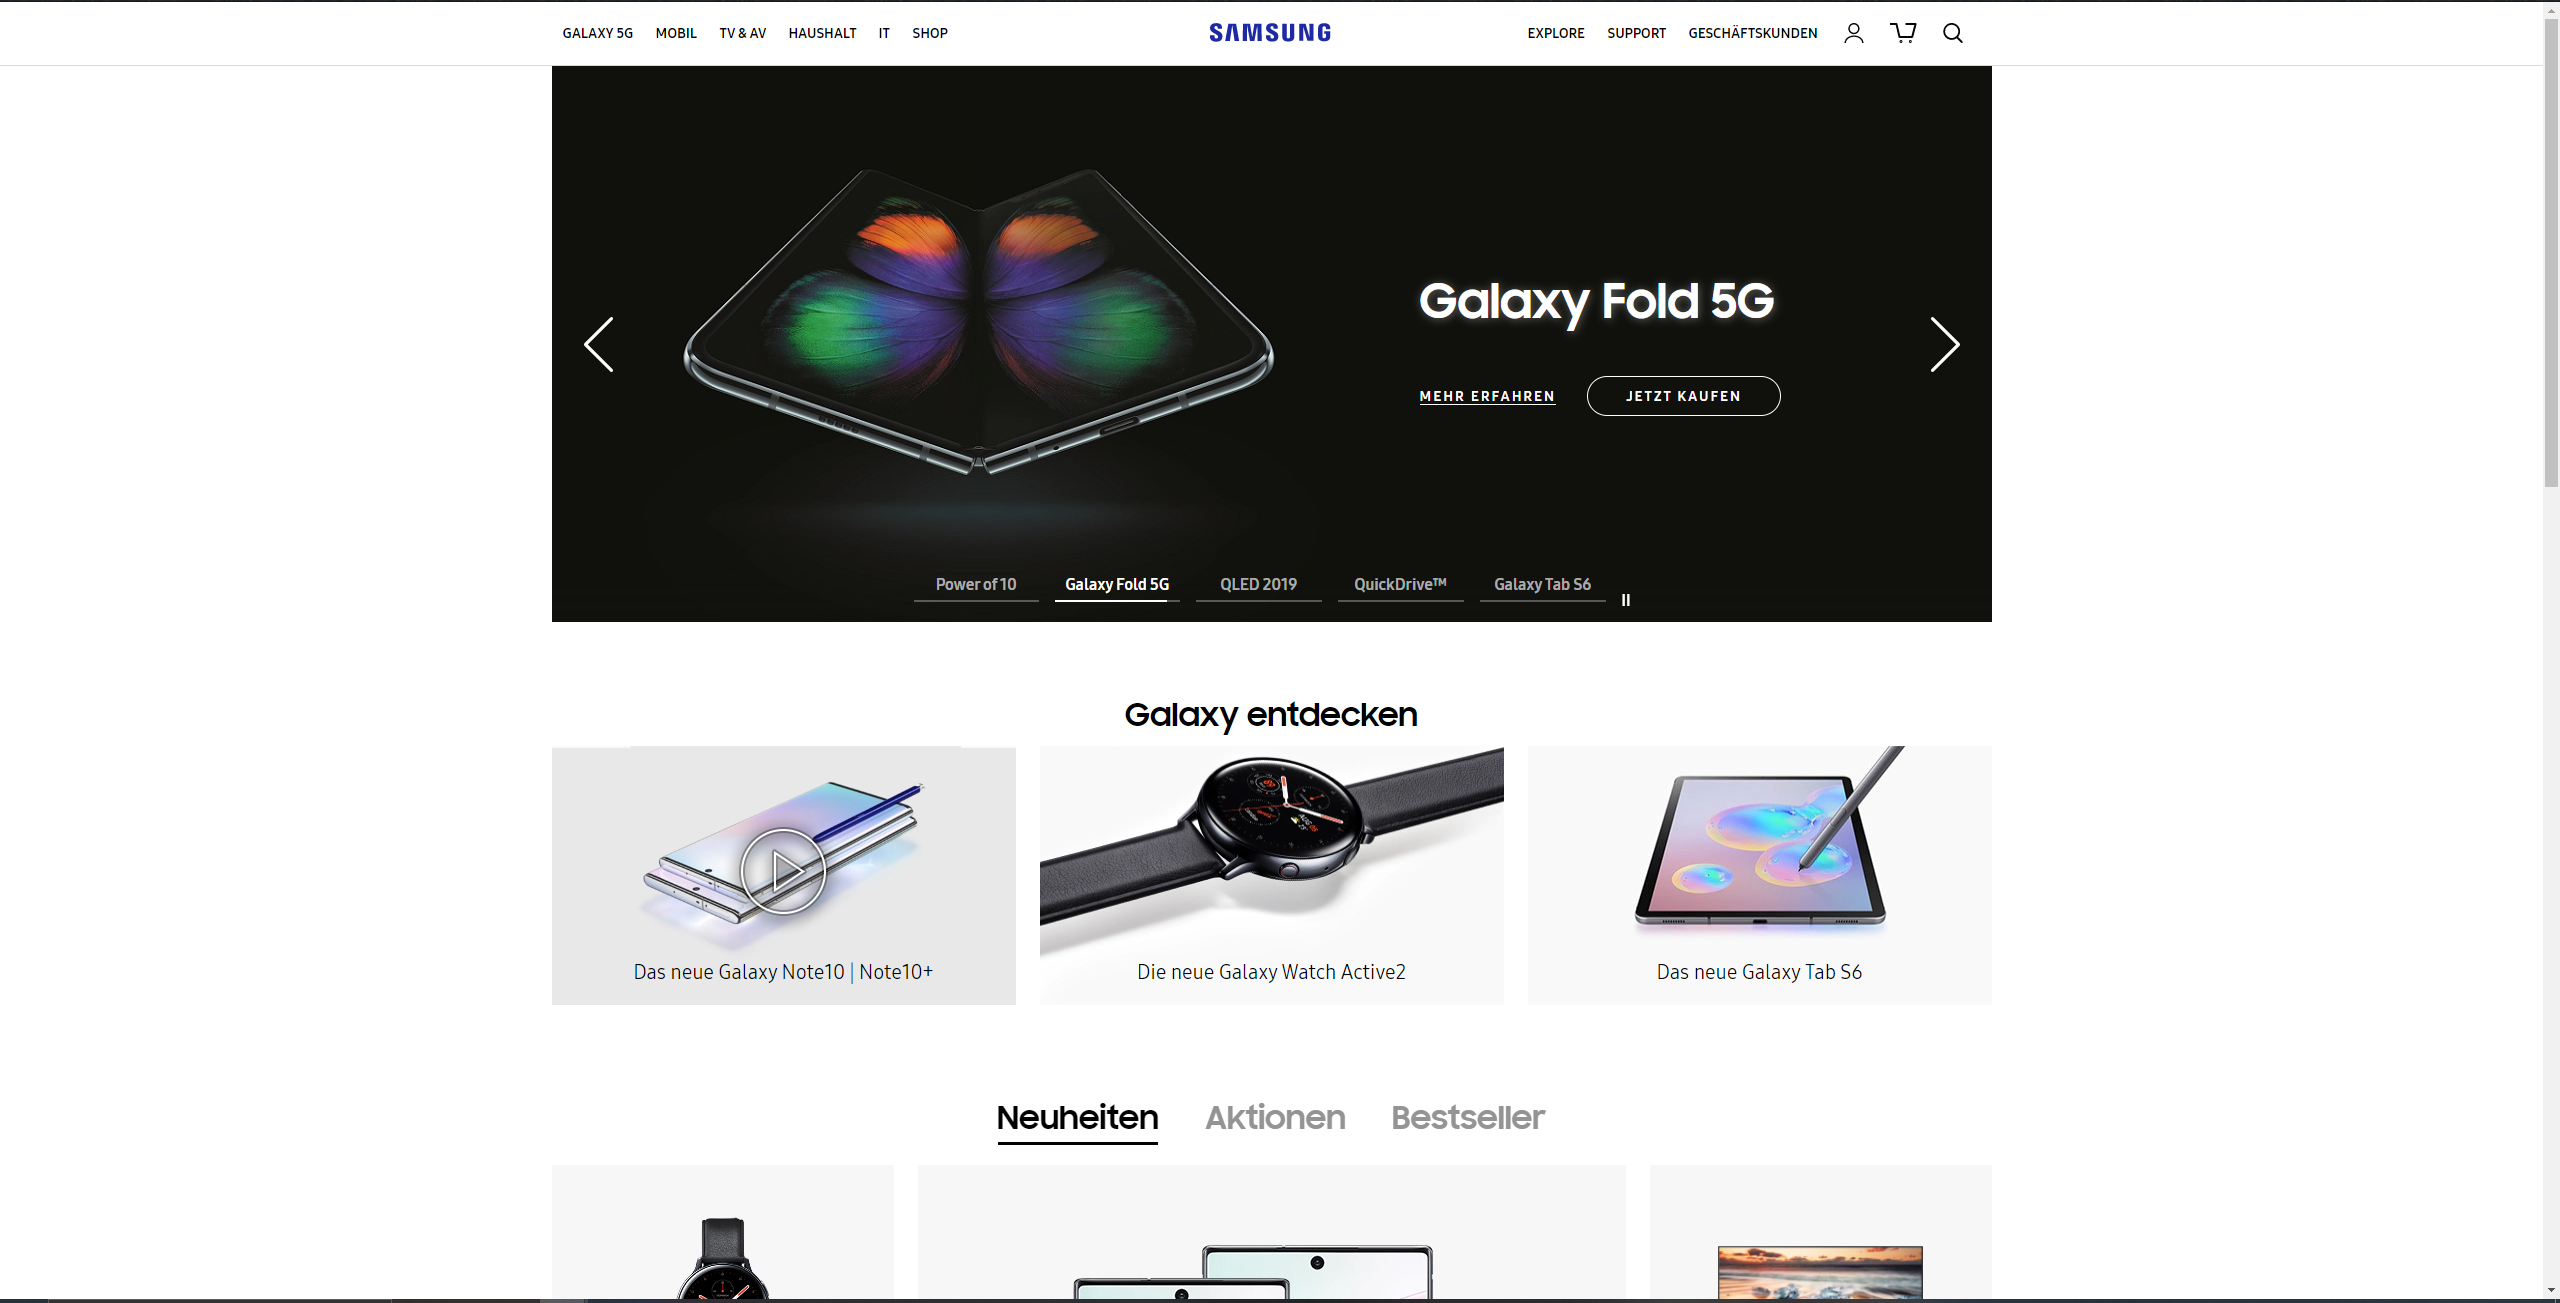 GALAXY 5G MOBIL TV & AV HAUSHALT IT SHOP SAMSUNG EXPLORE SUPPORT GESCHÄFTSKUNDEN
Galaxy Fold 5G
MEHR ERFAHREN JETZT KAUFEN
Power of 10 Galaxy Fold 5G QLED 2019 QuickDrive™ Galaxy Tab S6
Galaxy entdecken
Das neue Galaxy Note10 | Note10+
Die neue Galaxy Watch Active2
Das neue Galaxy Tab S6
Neuheiten Aktionen Bestseller